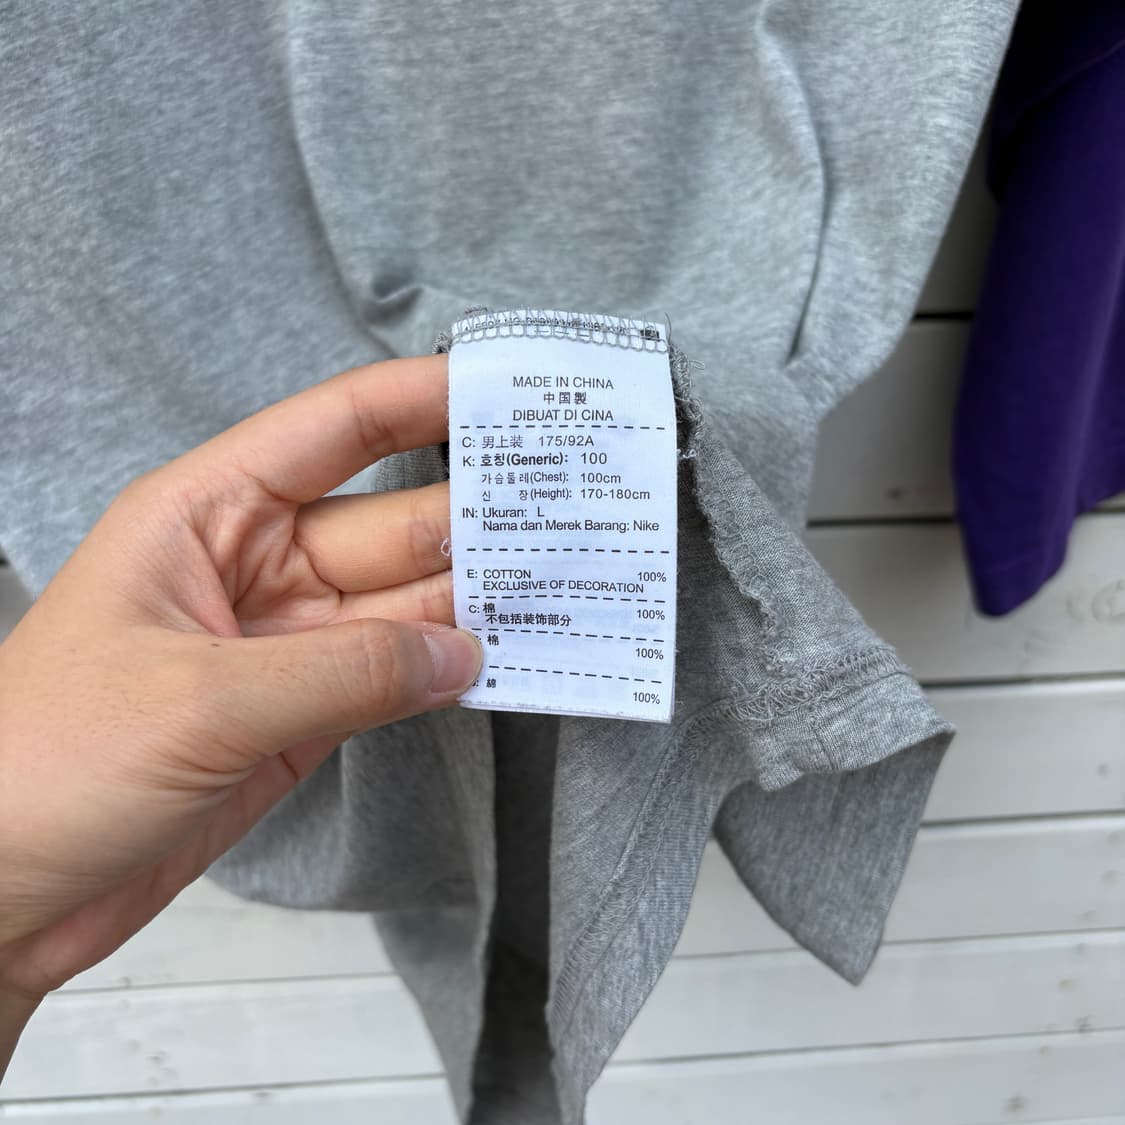 MADE IN CHINA
中国製
DIBUAT DI CINA
C: 男上装 175/92A
K: 호칭(Generic): 100
가슴둘레(Chest): 100cm
신 장(Height): 170-180cm
IN: Ukuran: L
Nama dan Merek Barang: Nike
E: COTTON 100%
EXCLUSIVE OF DECORATION
C: 棉 100%
不包括装饰部分
棉 100%
綿 100%